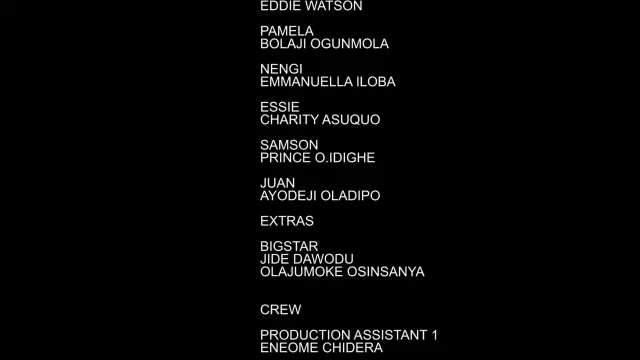 EDDIE WATSON
PAMELA
BOLAJI OGUNMOLA
NENGI
EMMANUELLA ILOBA
ESSIE
CHARITY ASUQUO
SAMSON
PRINCE O.IDIGHE
JUAN
AYODEJI OLADIPO
EXTRAS
BIGSTAR
JIDE DAWODU
OLAJUMOKE OSINSANYA
CREW
PRODUCTION ASSISTANT 1
ENEOME CHIDERA